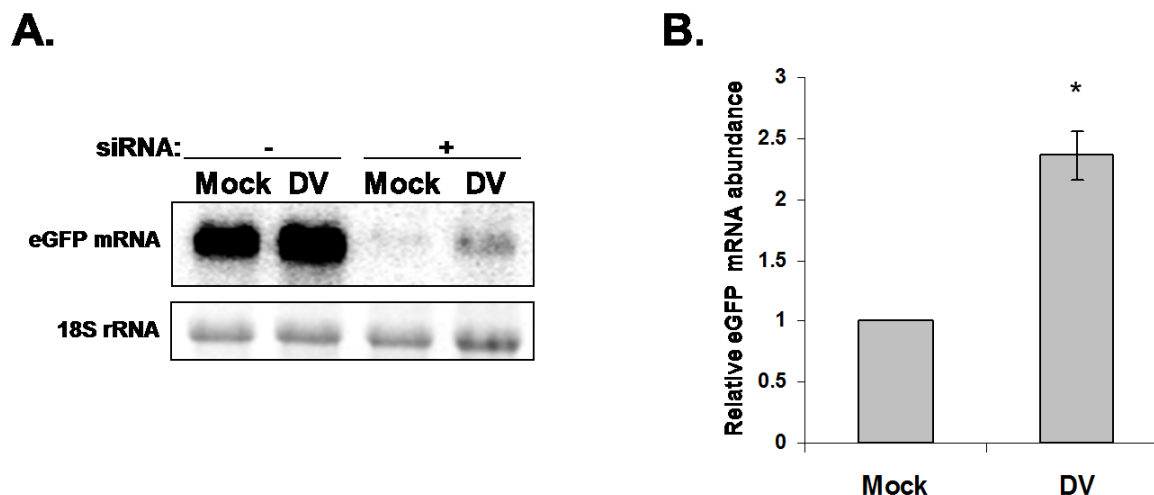 A.
siRNA: - +
Mock DV Mock DV
eGFP mRNA
18S rRNA
B.
Relative eGFP mRNA abundance
3
*
2.5
2
1.5
1
0.5
0
Mock DV